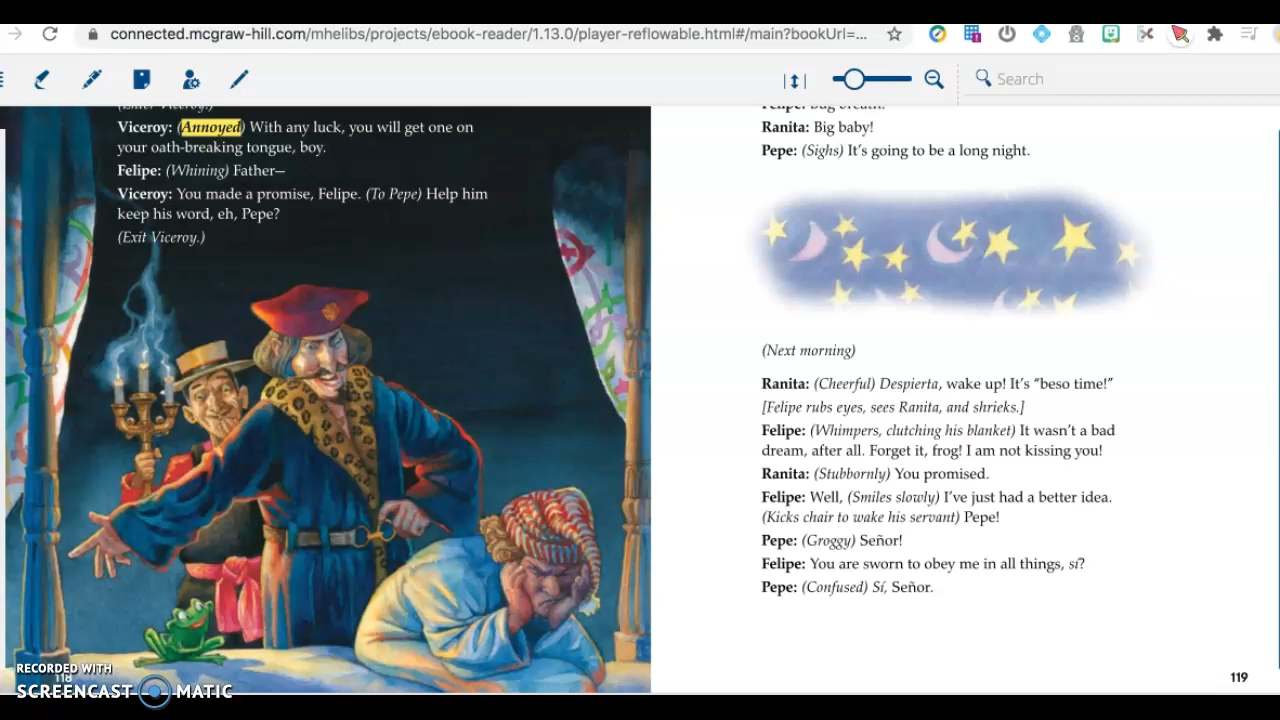 connected.mcgraw-hill.com/mhelibs/projects/ebook-reader/1.13.0/player-reflowable.html#/main?bookUrl=...
Search
(Enter Viceroy.)
Viceroy: (Annoyed) With any luck, you will get one on
your oath-breaking tongue, boy.
Felipe: (Whining) Father—
Viceroy: You made a promise, Felipe. (To Pepe) Help him
keep his word, eh, Pepe?
(Exit Viceroy.)
RECORDED WITH
SCREENCAST MATIC
118
Felipe: Bug breath!
Ranita: Big baby!
Pepe: (Sighs) It's going to be a long night.
(Next morning)
Ranita: (Cheerful) Despierta, wake up! It's “beso time!”
[Felipe rubs eyes, sees Ranita, and shrieks.]
Felipe: (Whimpers, clutching his blanket) It wasn't a bad
dream, after all. Forget it, frog! I am not kissing you!
Ranita: (Stubbornly) You promised.
Felipe: Well, (Smiles slowly) I've just had a better idea.
(Kicks chair to wake his servant) Pepe!
Pepe: (Groggy) Señor!
Felipe: You are sworn to obey me in all things, sí?
Pepe: (Confused) Sí, Señor.
119